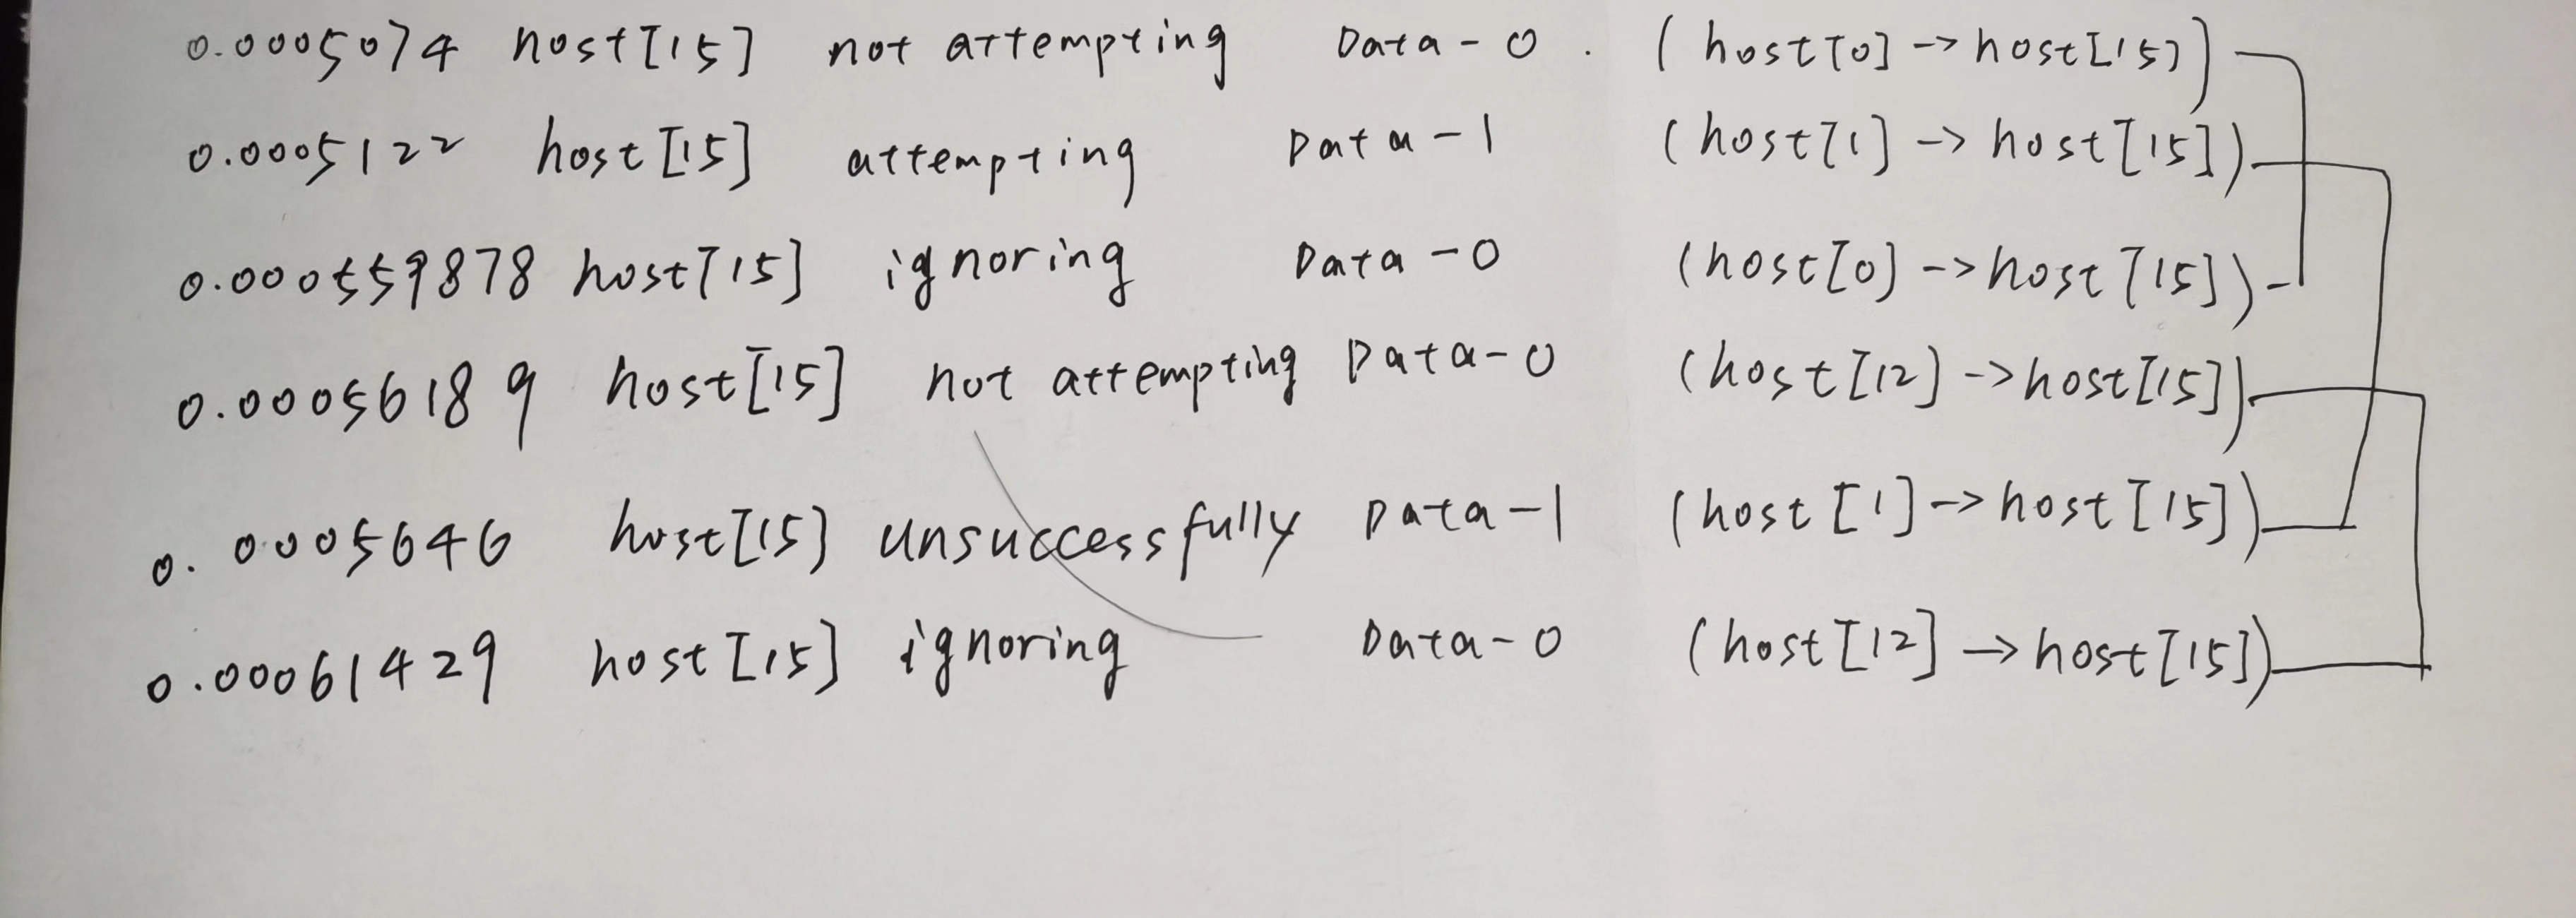 0.0005074 host[15] not attempting Data-0. (host[0]->host[15])
0.0005122 host[15] attempting Data-1 (host[1]->host[15])
0.000559878 host[15] ignoring Data-0 (host[0]->host[15])
0.00056189 host[15] not attempting Data-0 (host[12]->host[15])
0.0005646 host[15] unsuccessfully Data-1 (host[1]->host[15])
0.00061429 host[15] ignoring Data-0 (host[12]->host[15])